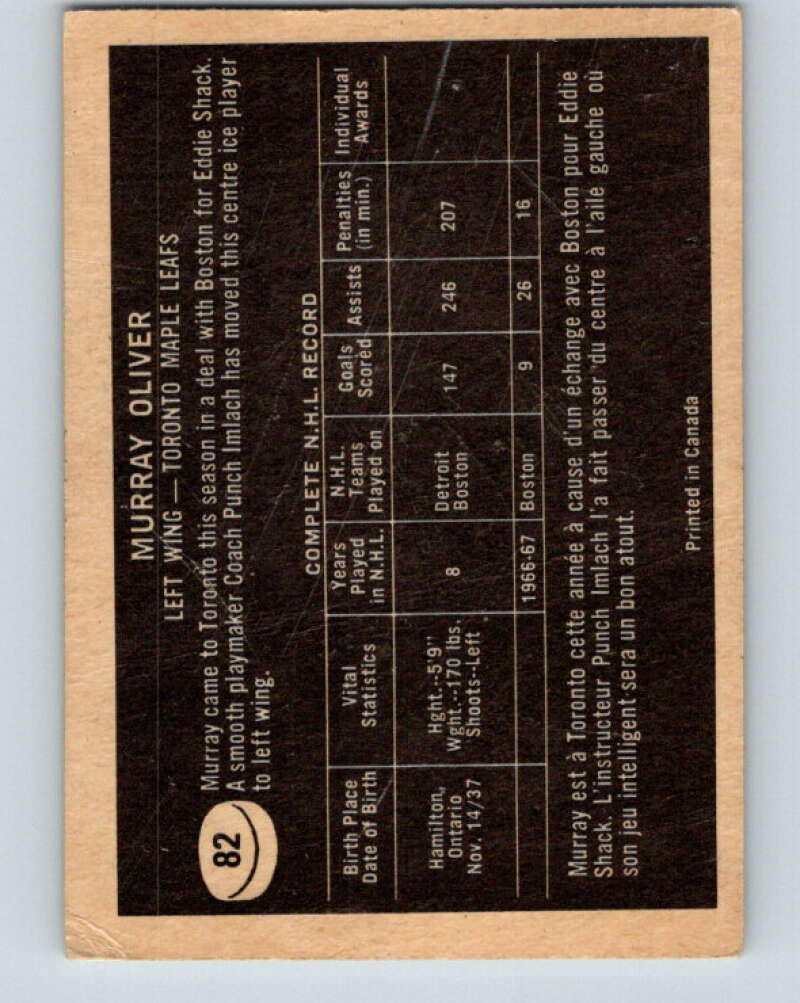 MURRAY OLIVER
LEFT WING — TORONTO MAPLE LEAFS
82
Murray came to Toronto this season in a deal with Boston for Eddie Shack.
A smooth playmaker Coach Punch Imlach has moved this centre ice player
to left wing.
COMPLETE N.H.L. RECORD
Birth Place Date of Birth | Vital Statistics | Years Played in N.H.L. | N.H.L. Teams Played on | Goals Scored | Assists | Penalties (in min.) | Individual Awards
Hamilton, Ontario Nov. 14/37 | Hght.--5'9" Wght.--170 lbs. Shoots--Left | 8 | Detroit Boston | 147 | 246 | 207
1966-67 | Boston | 9 | 26 | 16
Murray est à Toronto cette année à cause d'un échange avec Boston pour Eddie
Shack. L'instructeur Punch Imlach l'a fait passer du centre à l'aile gauche où
son jeu intelligent sera un bon atout.
Printed in Canada